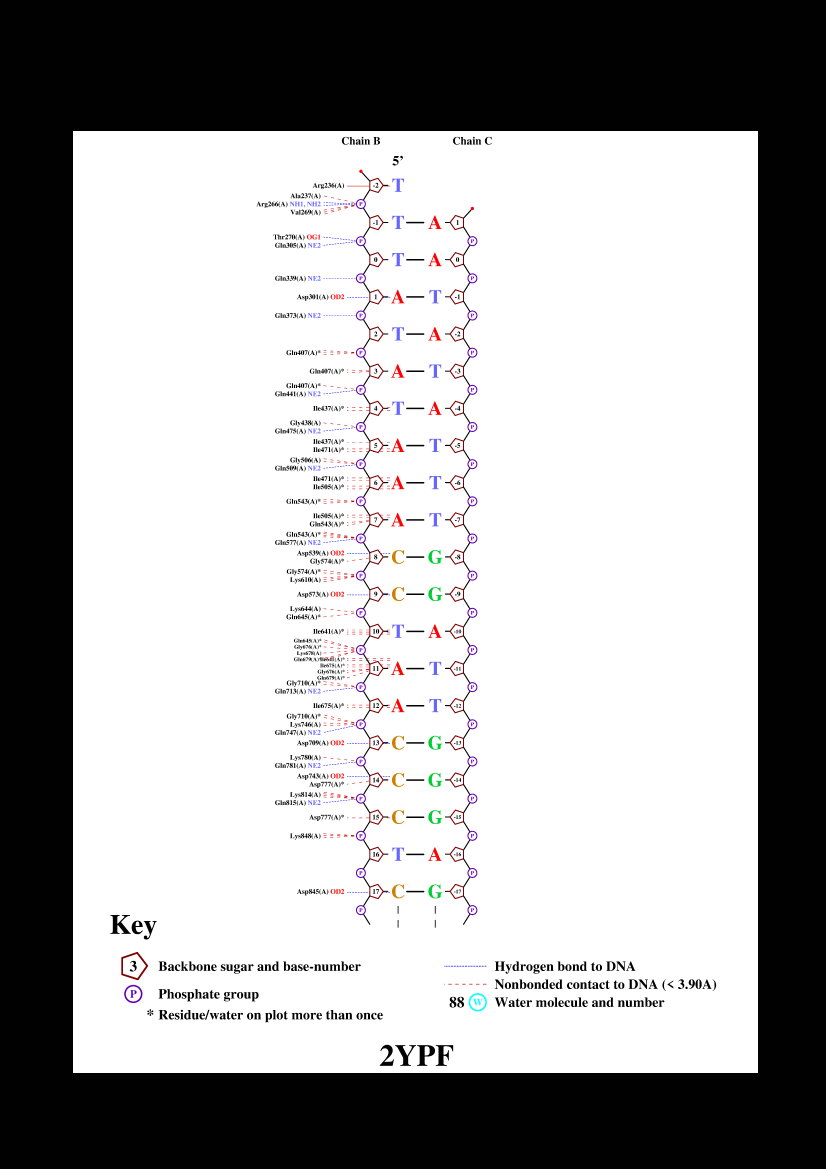 Chain B Chain C
5’
Arg236(A) -2 T
Ala237(A)
Arg266(A) NH1, NH2 P
Val269(A)
-1 T A 1
Thr270(A) OG1 P P
Gln305(A) NE2
0 T A 0
Gln339(A) NE2 P P
Asp301(A) OD2 1 A T -1
Gln373(A) NE2 P P
2 T A -2
Gln407(A)* P P
Gln407(A)* 3 A T -3
Gln407(A)* P P
Gln441(A) NE2
Ile437(A)* 4 T A -4
Gly438(A) P P
Gln475(A) NE2
Ile437(A)* 5 A T -5
Ile471(A)*
Gly506(A) P P
Gln509(A) NE2
Ile471(A)* 6 A T -6
Ile505(A)*
Gln543(A)* P P
Ile505(A)* 7 A T -7
Gln543(A)*
Gln543(A)* P P
Gln577(A) NE2
Asp539(A) OD2 8 C G -8
Gly574(A)*
Gly574(A)* P P
Lys610(A)
Asp573(A) OD2 9 C G -9
Lys644(A) P P
Gln645(A)*
Ile641(A)* 10 T A -10
Gln645(A)*
Gly676(A)* P P
Lys678(A)
Gln679(A)*
Ile675(A)* 11 A T -11
Gly676(A)*
Gln679(A)*
Gly710(A)* P P
Gln713(A) NE2
Ile675(A)* 12 A T -12
Gly710(A)*
Lys746(A) P P
Gln747(A) NE2
Asp709(A) OD2 13 C G -13
Lys780(A) P P
Gln781(A) NE2
Asp743(A) OD2 14 C G -14
Asp777(A)*
Lys814(A) P P
Gln815(A) NE2
Asp777(A)* 15 C G -15
Lys848(A) P P
16 T A -16
P P
Asp845(A) OD2 17 C G -17
P P
Key
3 Backbone sugar and base-number
P Phosphate group
* Residue/water on plot more than once
Hydrogen bond to DNA
Nonbonded contact to DNA (< 3.90A)
88 W Water molecule and number
2YPF